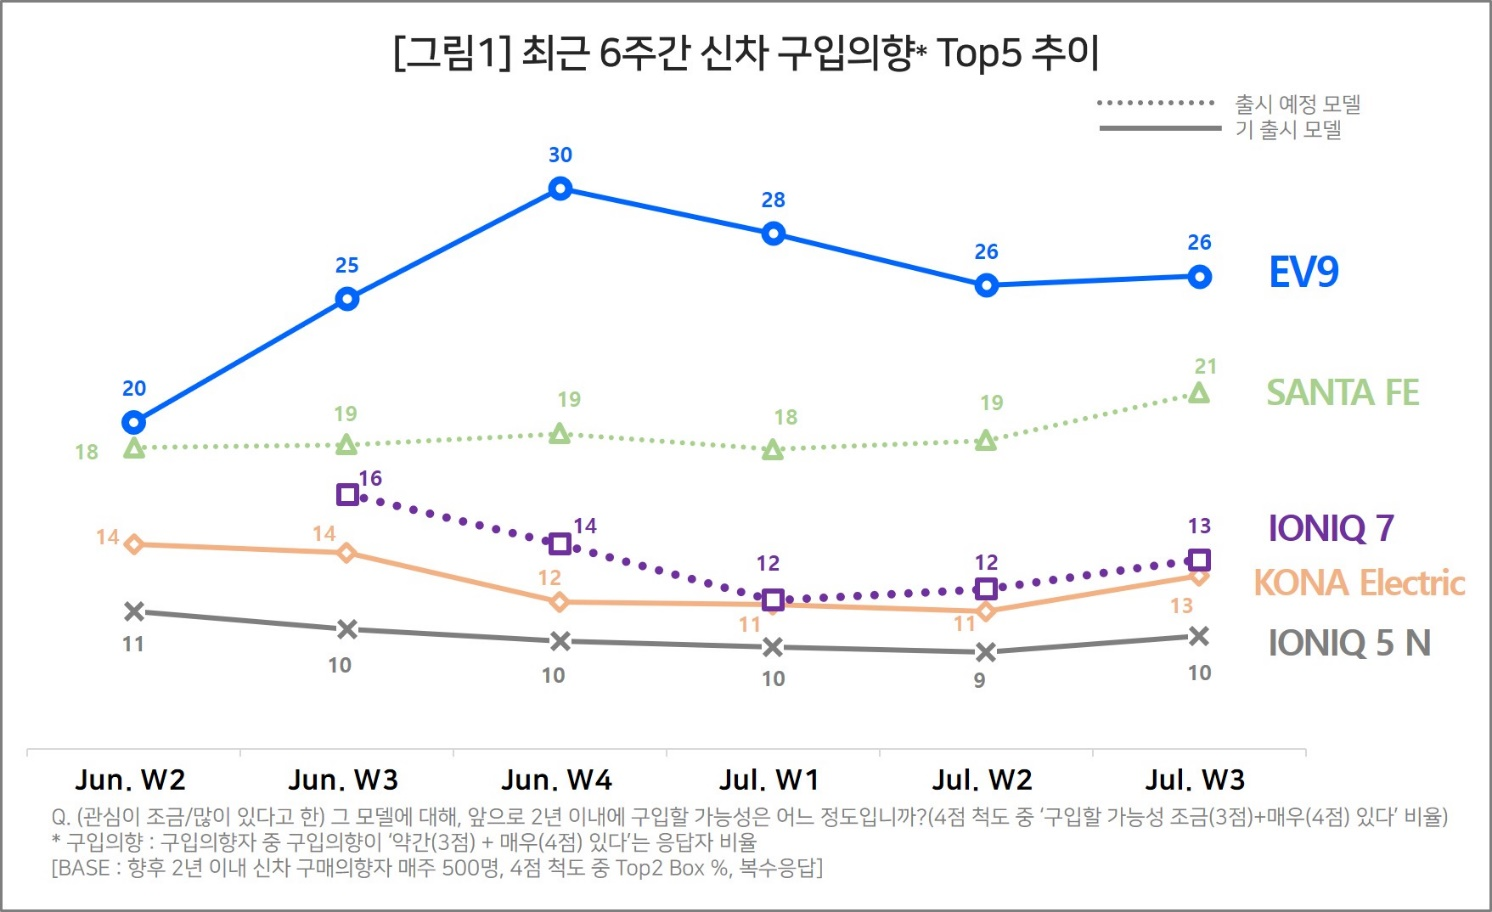 [그림1] 최근 6주간 신차 구입의향* Top5 추이
출시 예정 모델
기 출시 모델
20 25 30 28 26 26 EV9
18 19 19 18 19 21 SANTA FE
16 14 12 12 13 IONIQ 7
14 14 12 11 11 13 KONA Electric
11 10 10 10 9 10 IONIQ 5 N
Jun. W2 Jun. W3 Jun. W4 Jul. W1 Jul. W2 Jul. W3
Q. (관심이 조금/많이 있다고 한) 그 모델에 대해, 앞으로 2년 이내에 구입할 가능성은 어느 정도입니까?(4점 척도 중 ‘구입할 가능성 조금(3점)+매우(4점) 있다’ 비율)
* 구입의향 : 구입의향자 중 구입의향이 ‘약간(3점) + 매우(4점) 있다’는 응답자 비율
[BASE : 향후 2년 이내 신차 구매의향자 매주 500명, 4점 척도 중 Top2 Box %, 복수응답]